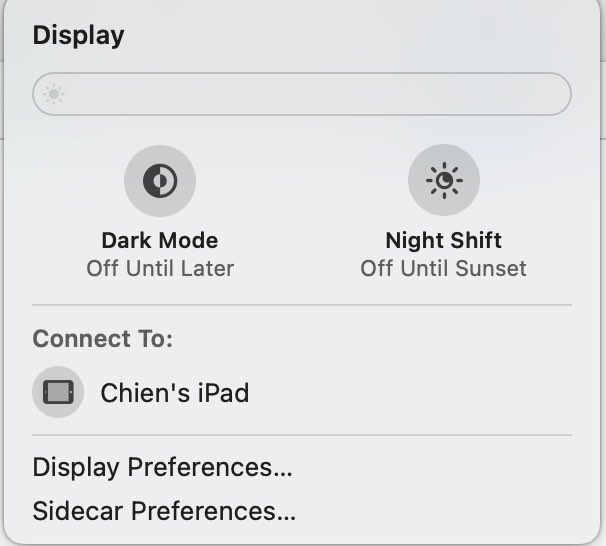 Display
Dark Mode
Off Until Later
Night Shift
Off Until Sunset
Connect To:
Chien's iPad
Display Preferences...
Sidecar Preferences...